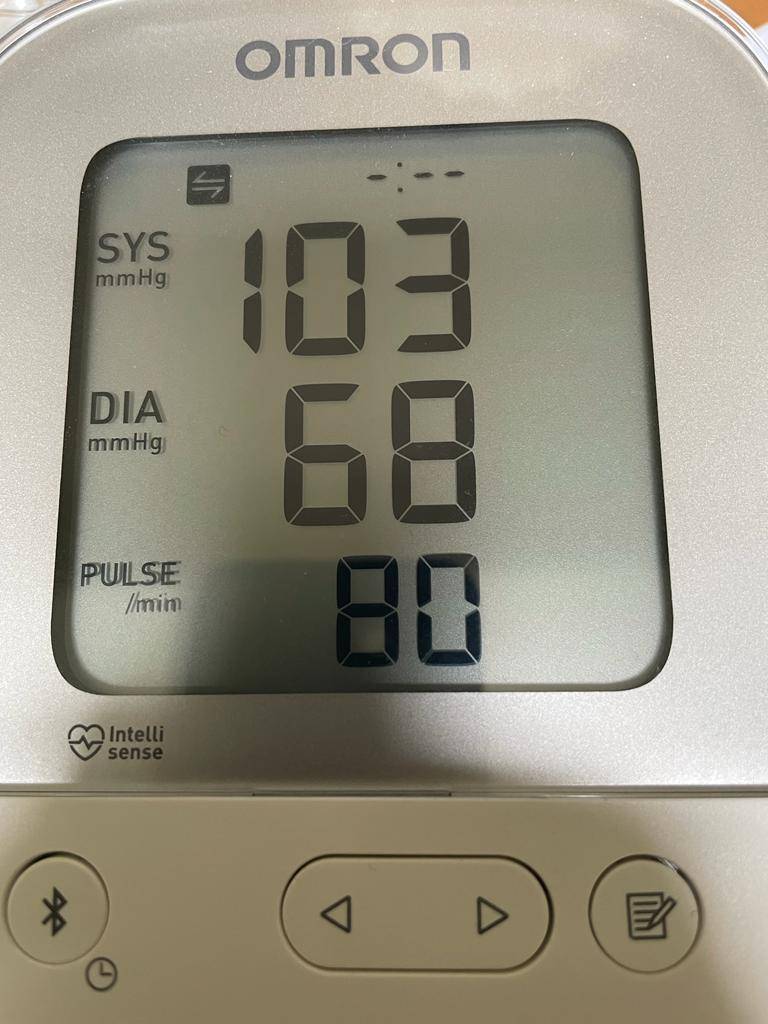 OMRON
-:--
SYS
mmHg
103
DIA
mmHg
68
PULSE
/min
80
Intelli
sense